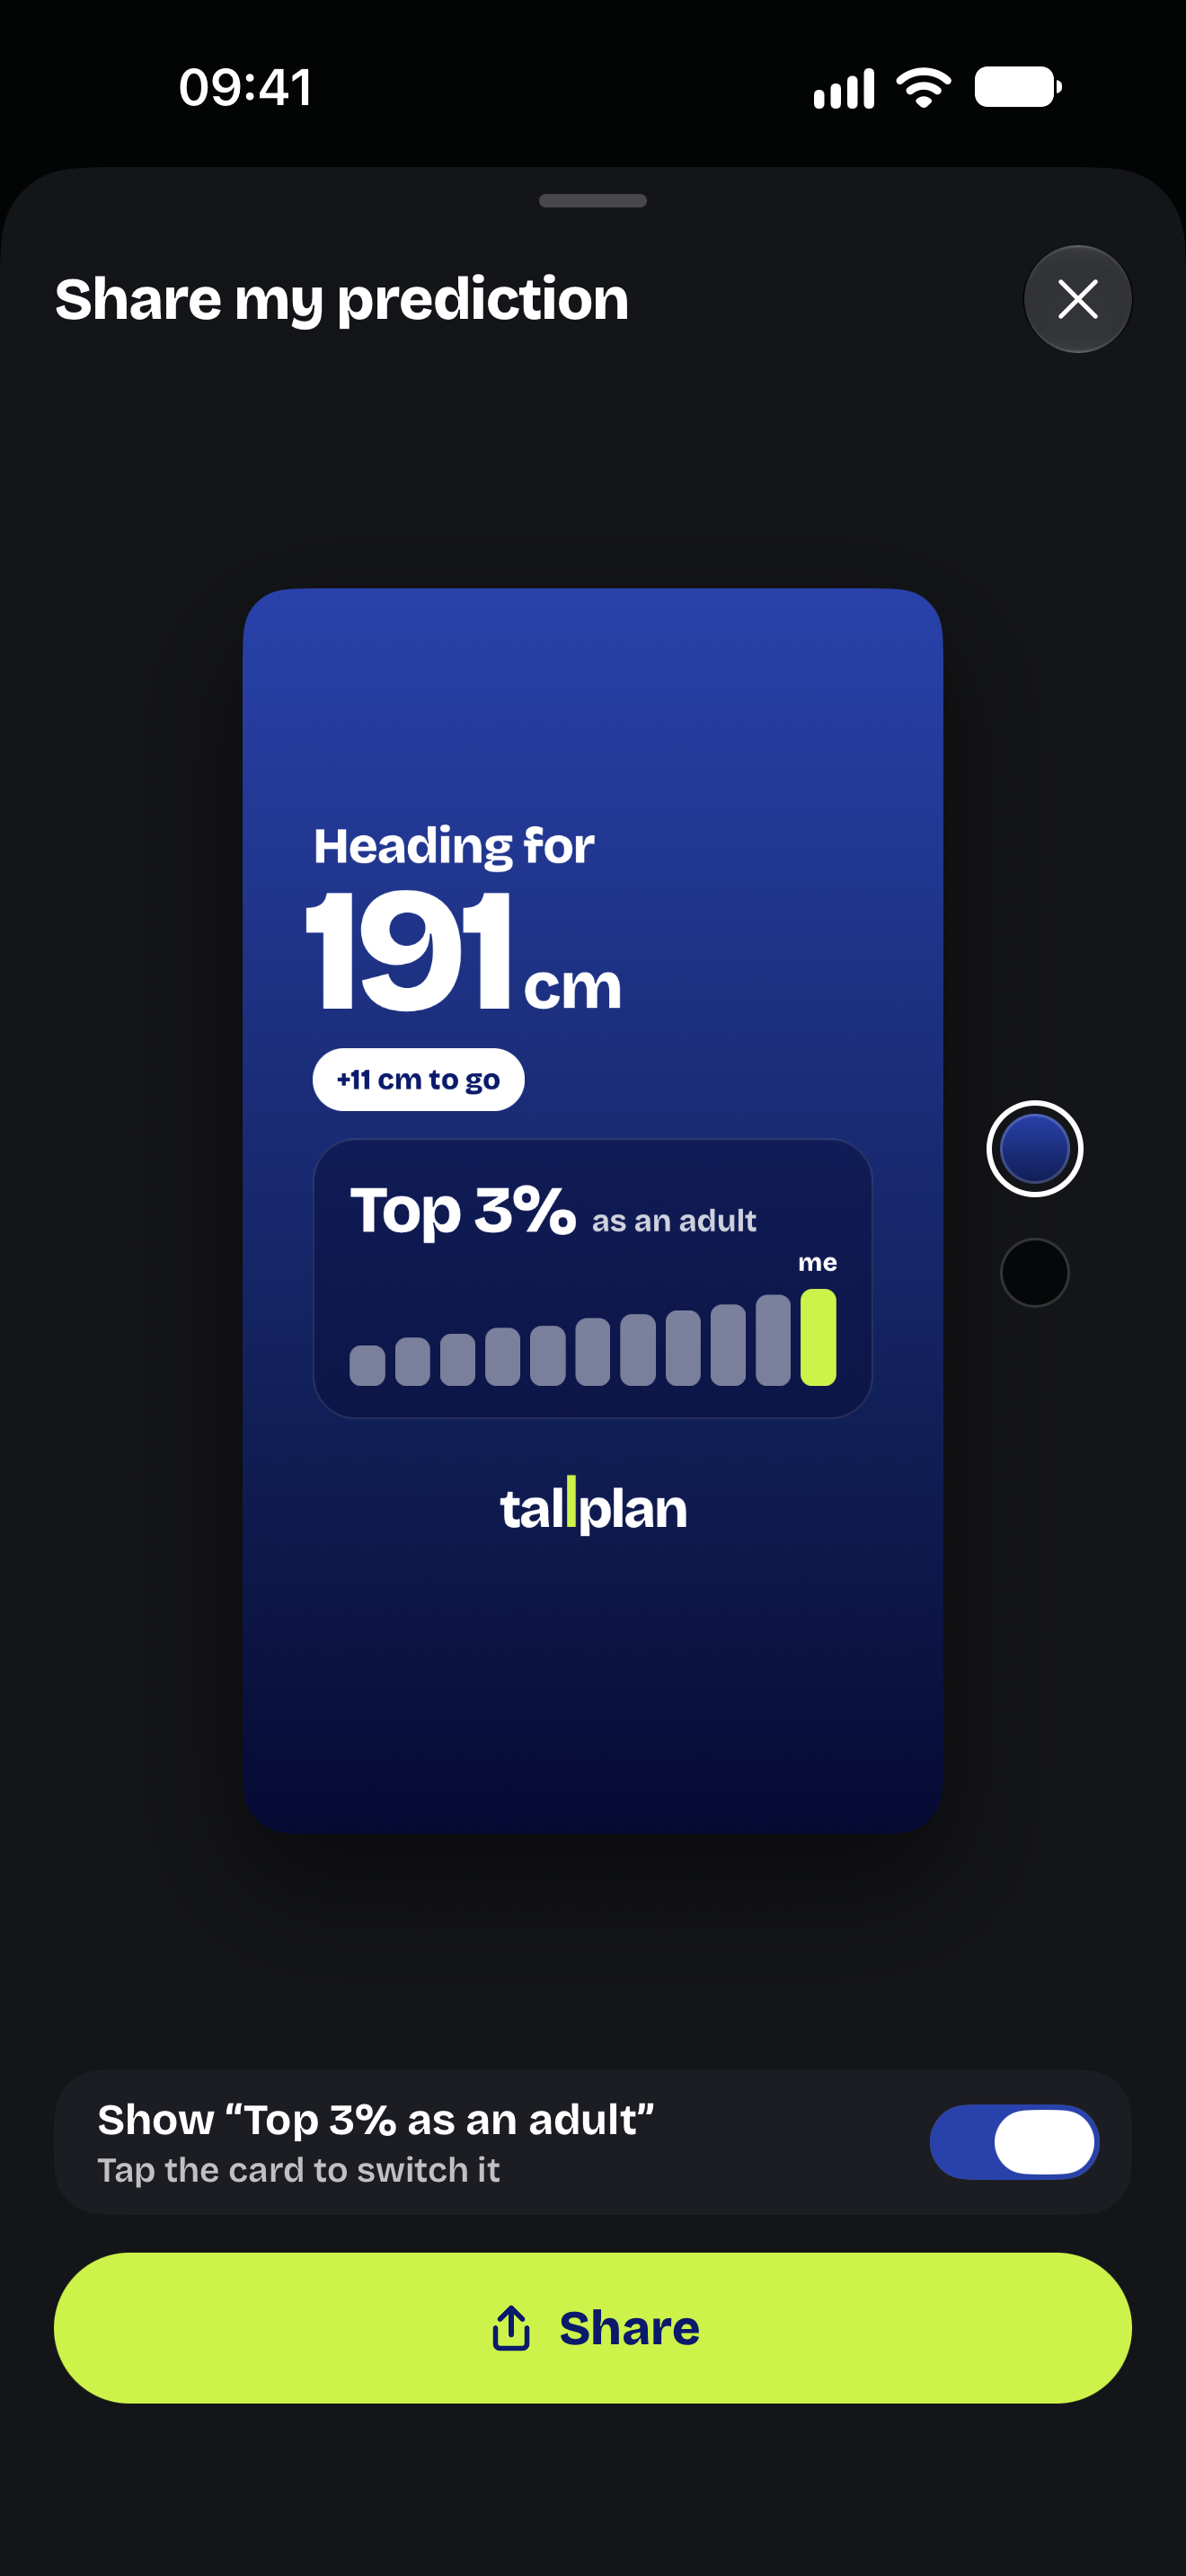 09:41
Share my prediction
Heading for
191 cm
+11 cm to go
Top 3% as an adult
me
tallplan
Show “Top 3% as an adult”
Tap the card to switch it
Share